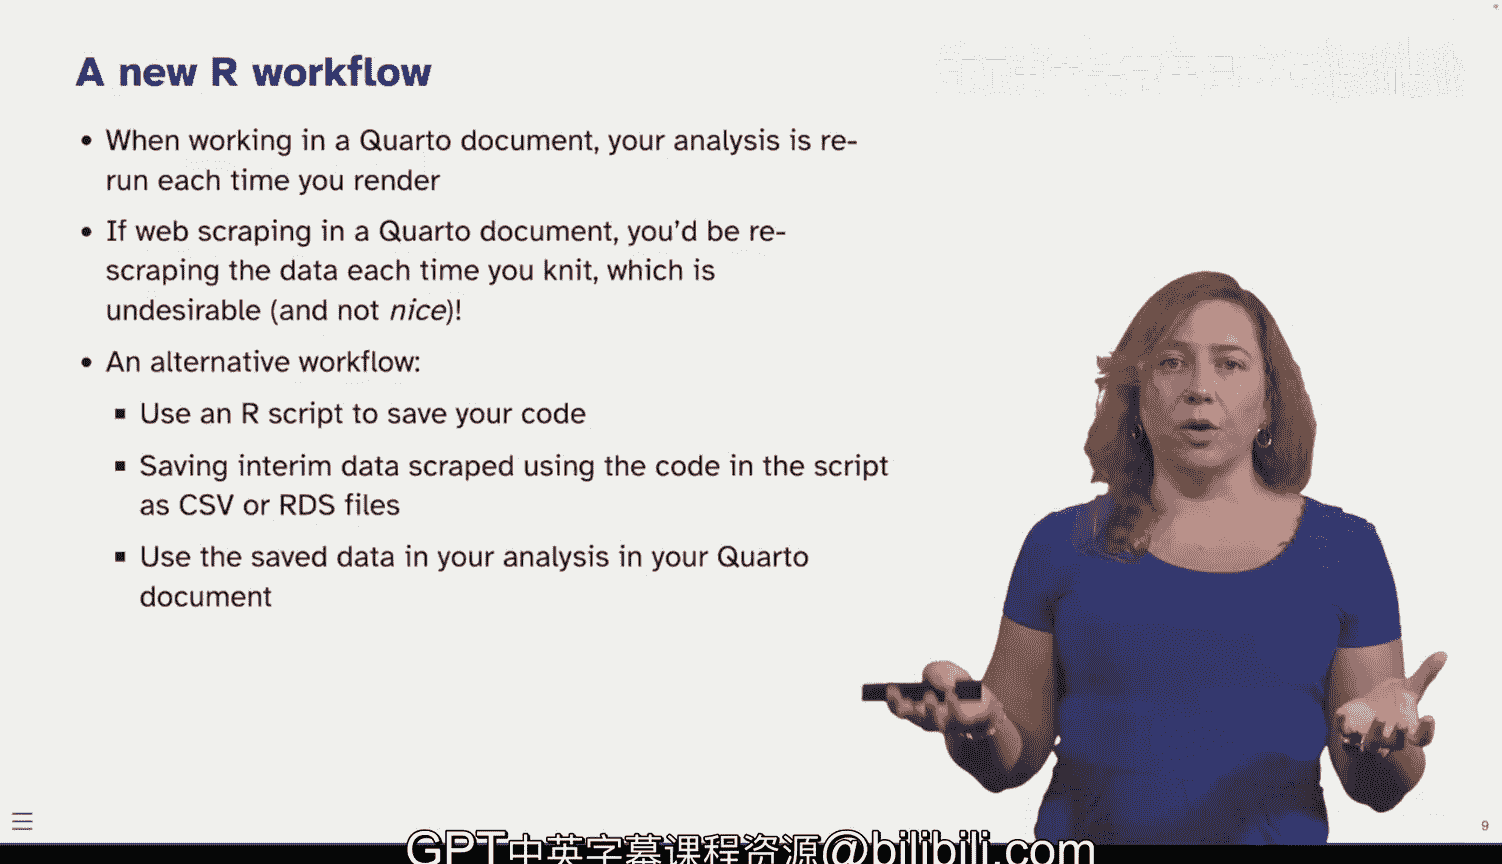 A new R workflow
• When working in a Quarto document, your analysis is re-
run each time you render
• If web scraping in a Quarto document, you’d be re-
scraping the data each time you knit, which is
undesirable (and not nice)!
• An alternative workflow:
▪ Use an R script to save your code
▪ Saving interim data scraped using the code in the script
as CSV or RDS files
▪ Use the saved data in your analysis in your Quarto
document
9
GPT中英字幕课程资源@bilibili.com